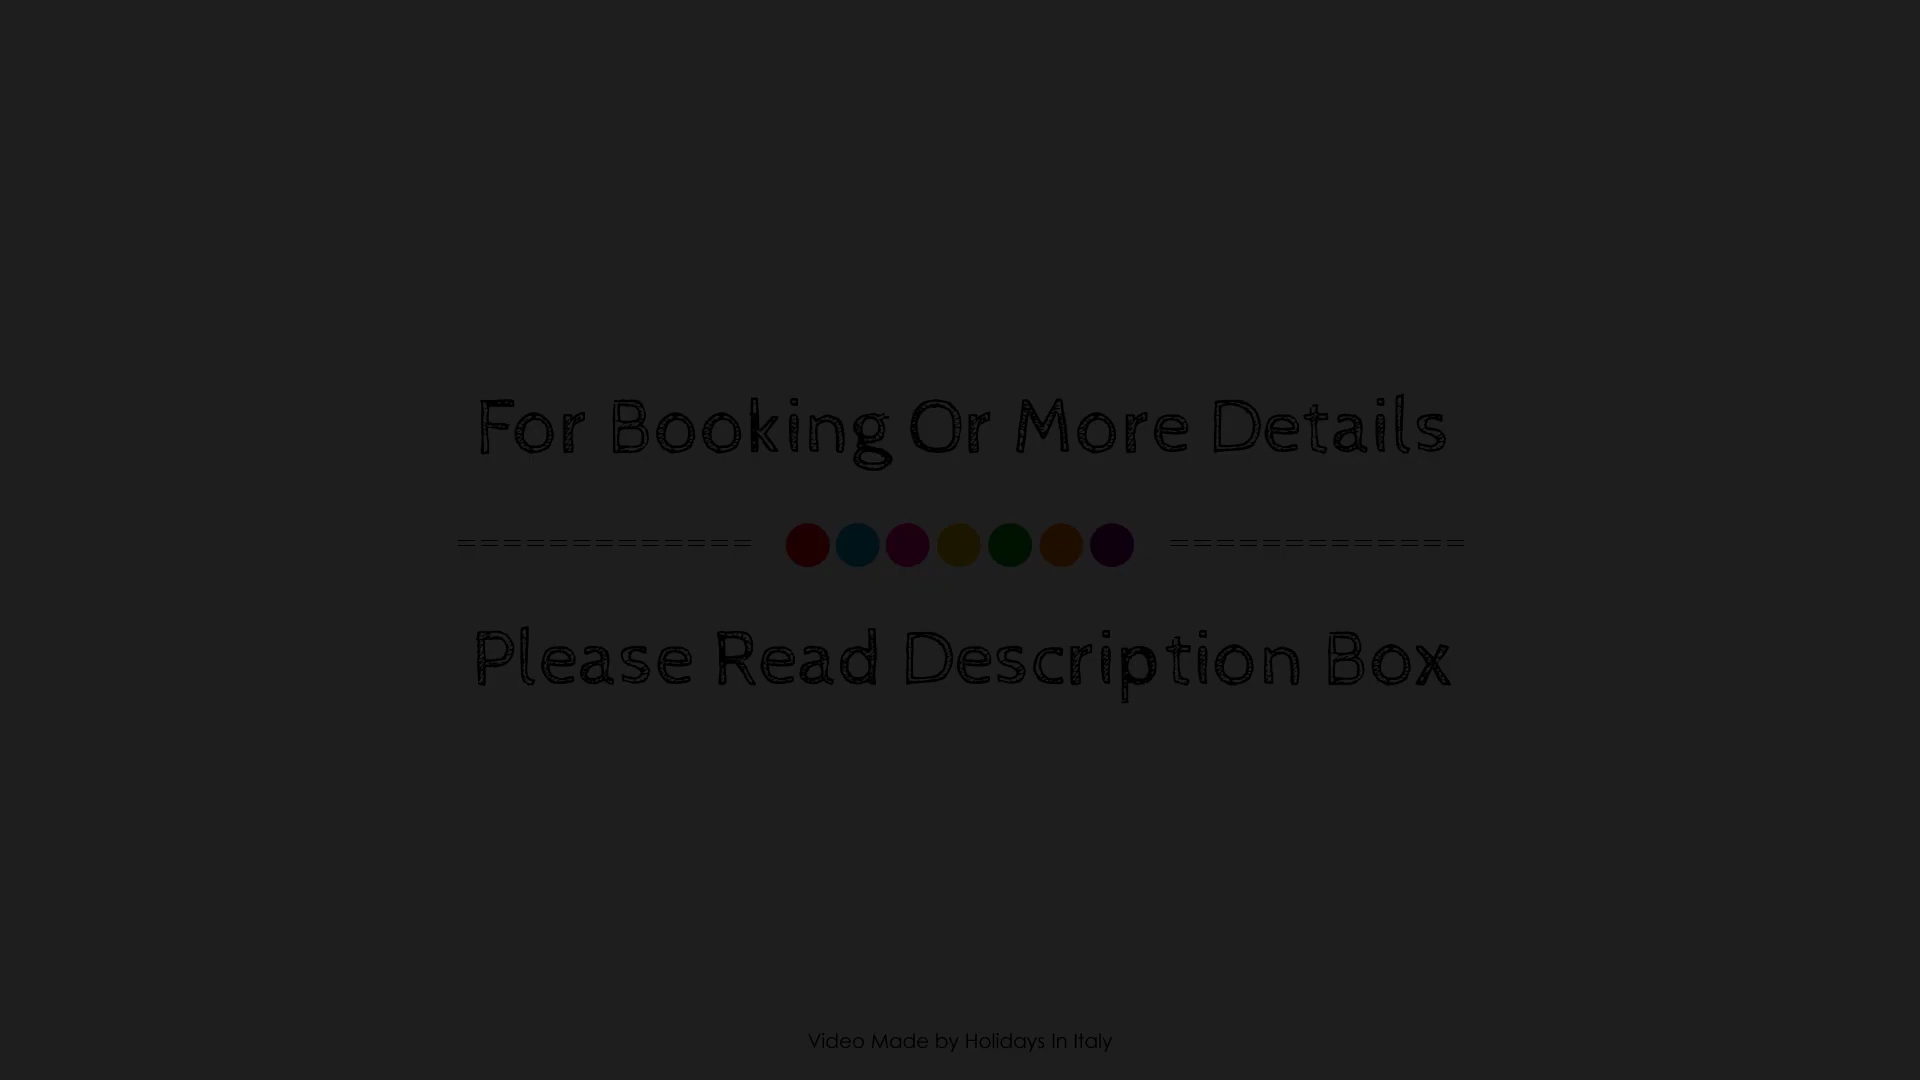 For Booking Or More Details
============= =============
Please Read Description Box
Video Made by Holidays In Italy